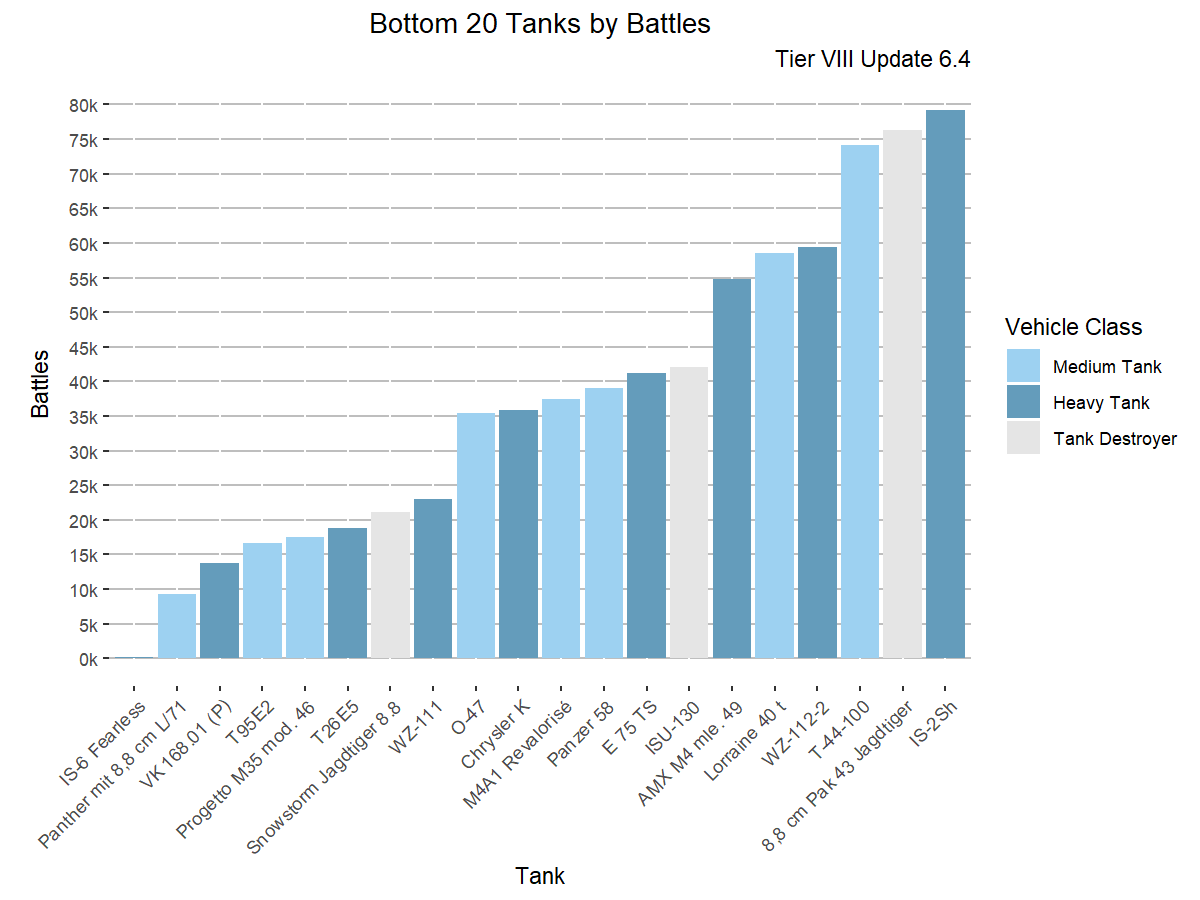 Bottom 20 Tanks by Battles
Tier VIII Update 6.4
80k
75k
70k
65k
60k
55k
50k
45k
40k
35k
30k
25k
20k
15k
10k
5k
0k
Battles
Vehicle Class
Medium Tank
Heavy Tank
Tank Destroyer
IS-6 Fearless
Panther mit 8,8 cm L/71
VK 168.01 (P)
T95E2
Progetto M35 mod. 46
T26E5
Snowstorm Jagdtiger 8.8
WZ-111
O-47
Chrysler K
M4A1 Revalorisé
Panzer 58
E 75 TS
ISU-130
AMX M4 mle. 49
Lorraine 40 t
WZ-112-2
T-44-100
8,8 cm Pak 43 Jagdtiger
IS-2Sh
Tank